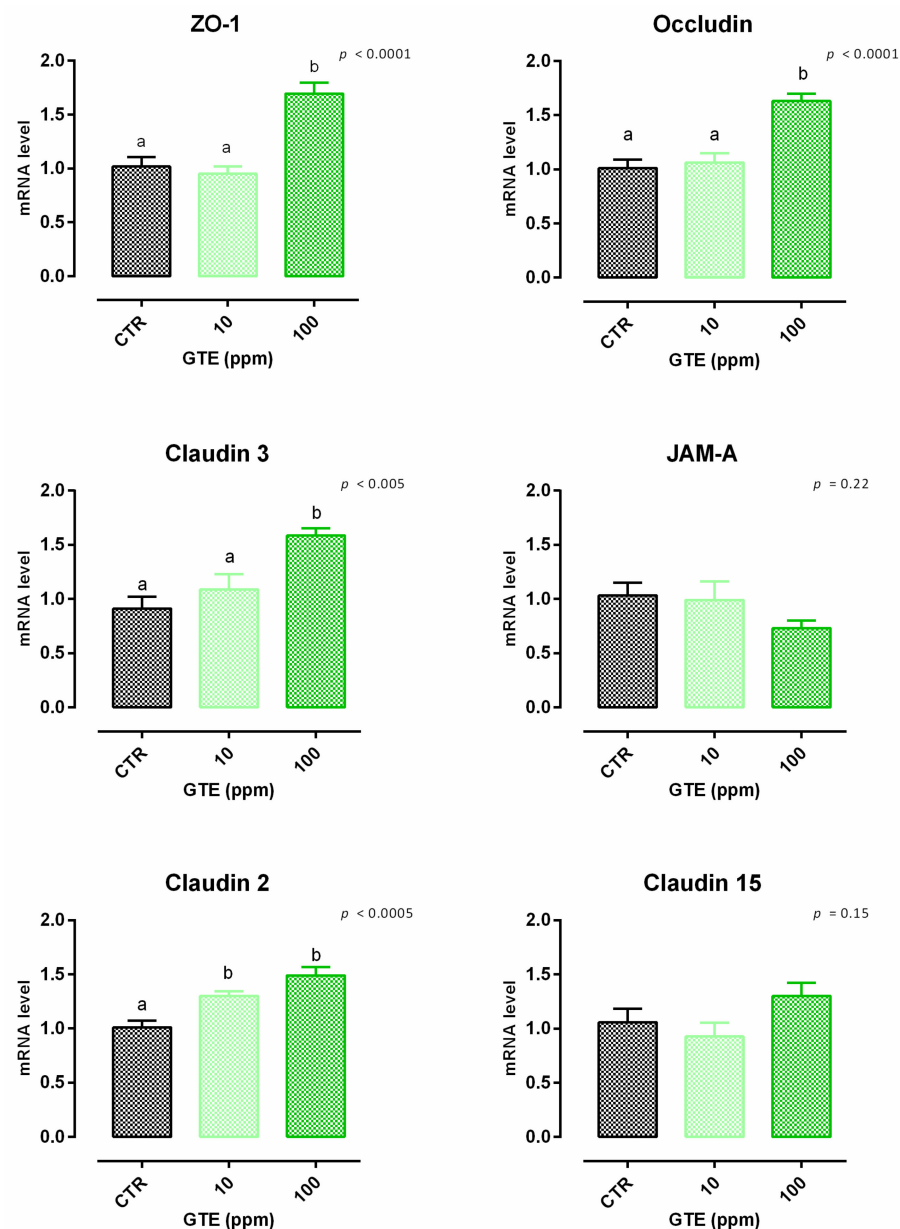 ZO-1
p < 0.0001
2.0
b
1.5
a
a
1.0
0.5
0.0
mRNA level
CTR
10
100
GTE (ppm)
Occludin
p < 0.0001
2.0
b
1.5
a
a
1.0
0.5
0.0
mRNA level
CTR
10
100
GTE (ppm)
Claudin 3
p < 0.005
2.0
b
1.5
a
a
1.0
0.5
0.0
mRNA level
CTR
10
100
GTE (ppm)
JAM-A
p = 0.22
2.0
1.5
1.0
0.5
0.0
mRNA level
CTR
10
100
GTE (ppm)
Claudin 2
p < 0.0005
2.0
b
b
1.5
a
1.0
0.5
0.0
mRNA level
CTR
10
100
GTE (ppm)
Claudin 15
p = 0.15
2.0
1.5
1.0
0.5
0.0
mRNA level
CTR
10
100
GTE (ppm)